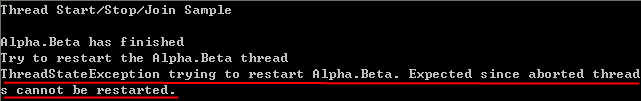 Thread Start/Stop/Join Sample
Alpha.Beta has finished
Try to restart the Alpha.Beta thread
ThreadStateException trying to restart Alpha.Beta. Expected since aborted thread
s cannot be restarted.